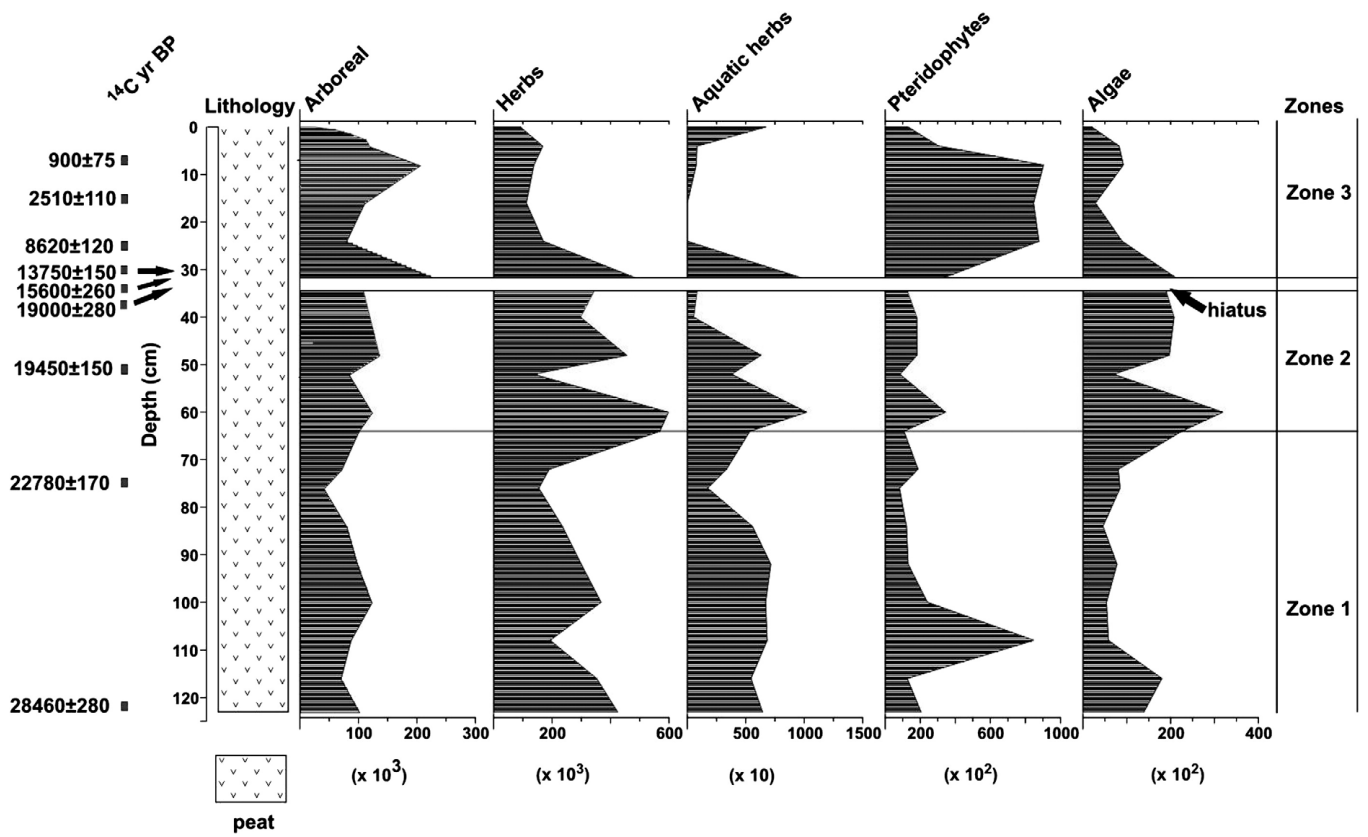 ¹⁴C yr BP
Arboreal
Herbs
Aquatic herbs
Pteridophytes
Algae
Lithology
Zones
0
10
20
30
40
50
60
70
80
90
100
110
120
Depth (cm)
900±75
2510±110
8620±120
13750±150
15600±260
19000±280
19450±150
22780±170
28460±280
hiatus
Zone 3
Zone 2
Zone 1
100 200 300
200 600
500 1000 1500
200 600 1000
200 400
(x 10³)
(x 10³)
(x 10)
(x 10²)
(x 10²)
peat